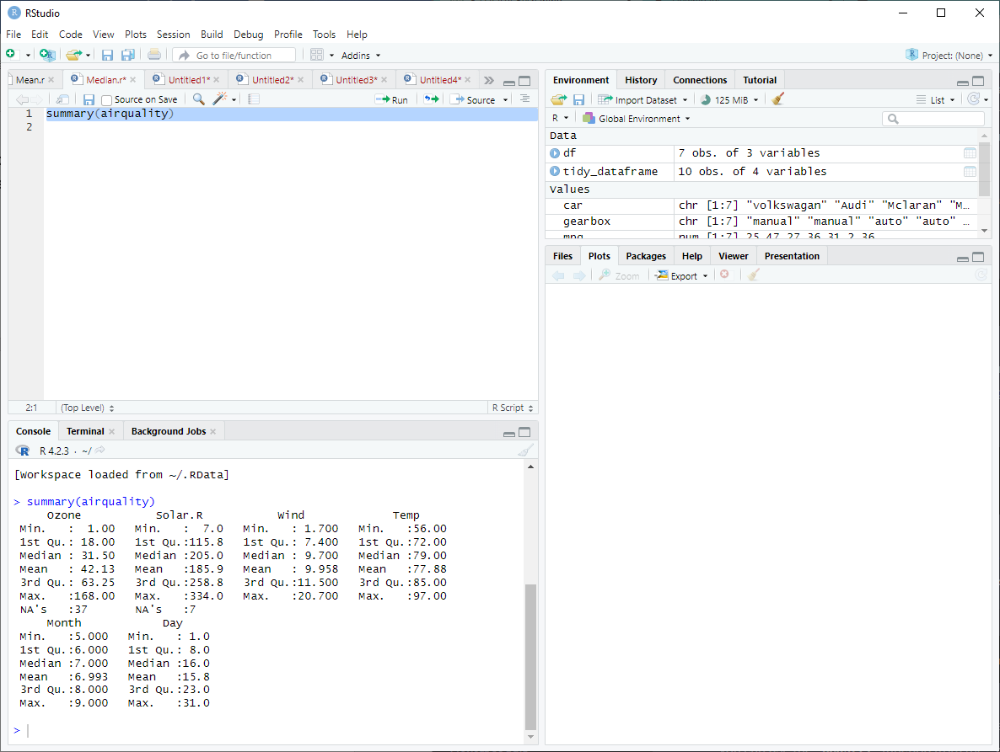 RStudio
File Edit Code View Plots Session Build Debug Profile Tools Help
Go to file/function Addins Project: (None)
Mean.r Median.r* Untitled1* Untitled2* Untitled3* Untitled4*
Source on Save Run Source
1 summary(airquality)
2
2:1 (Top Level) R Script
Console Terminal Background Jobs
R 4.2.3 · ~/
[Workspace loaded from ~/.RData]
> summary(airquality)
Ozone Solar.R Wind Temp
Min. : 1.00 Min. : 7.0 Min. : 1.700 Min. :56.00
1st Qu.: 18.00 1st Qu.:115.8 1st Qu.: 7.400 1st Qu.:72.00
Median : 31.50 Median :205.0 Median : 9.700 Median :79.00
Mean : 42.13 Mean :185.9 Mean : 9.958 Mean :77.88
3rd Qu.: 63.25 3rd Qu.:258.8 3rd Qu.:11.500 3rd Qu.:85.00
Max. :168.00 Max. :334.0 Max. :20.700 Max. :97.00
NA's :37 NA's :7
Month Day
Min. :5.000 Min. : 1.0
1st Qu.:6.000 1st Qu.: 8.0
Median :7.000 Median :16.0
Mean :6.993 Mean :15.8
3rd Qu.:8.000 3rd Qu.:23.0
Max. :9.000 Max. :31.0
>
Environment History Connections Tutorial
Import Dataset 125 MiB List
R Global Environment
Data
df 7 obs. of 3 variables
tidy_dataframe 10 obs. of 4 variables
Values
car chr [1:7] "volkswagan" "Audi" "Mclaran" "M…
gearbox chr [1:7] "manual" "manual" "auto" "auto" …
mpg num [1:7] 25 47 27 36 31 2 36
Files Plots Packages Help Viewer Presentation
Zoom Export